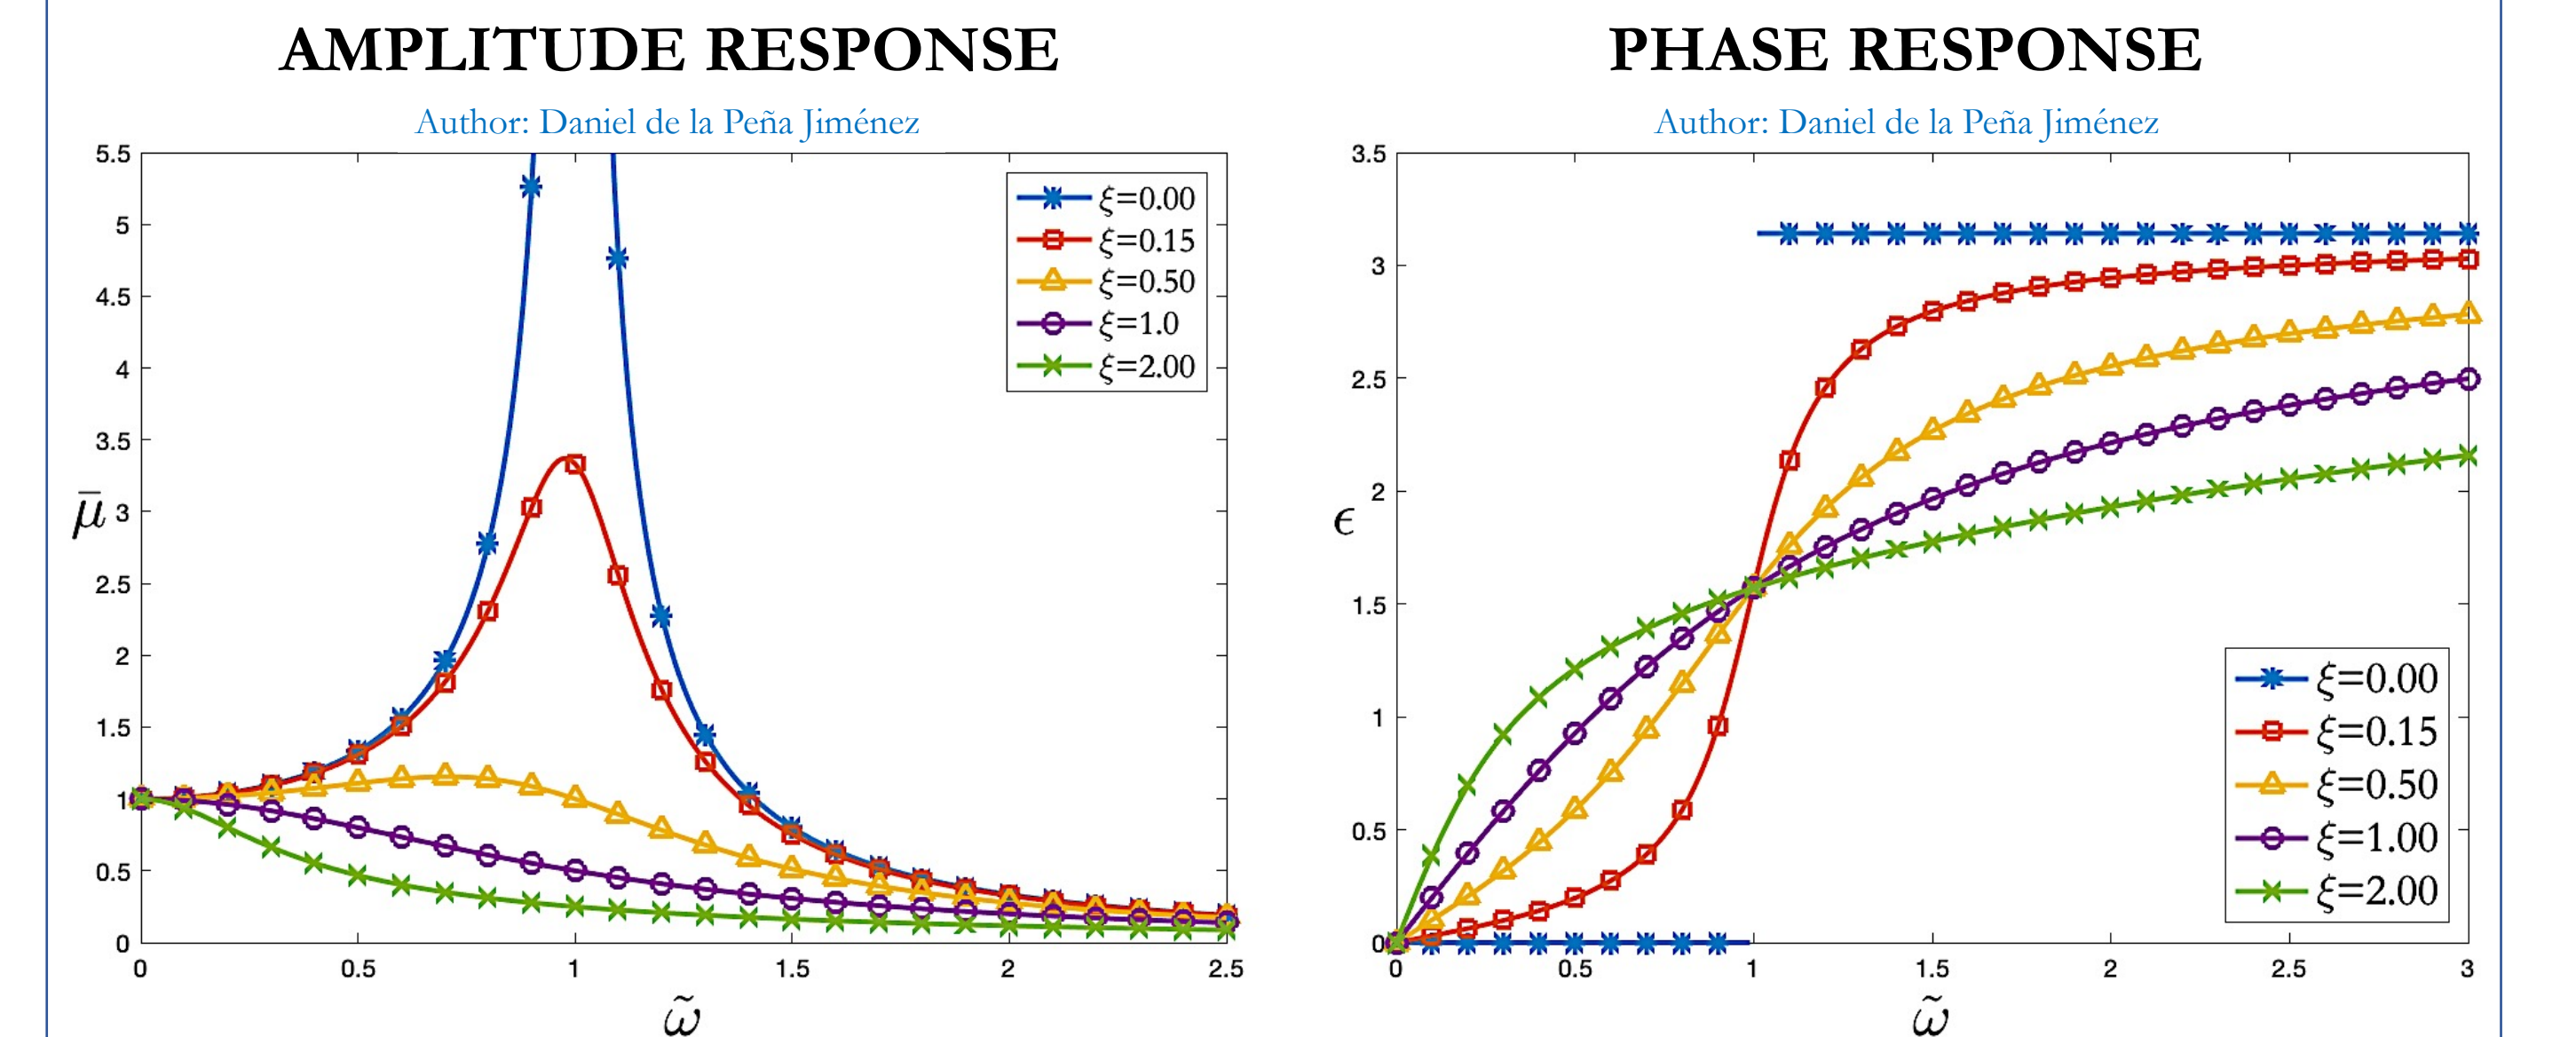 AMPLITUDE RESPONSE
Author: Daniel de la Peña Jiménez
5.5
5
4.5
4
3.5
3
2.5
2
1.5
1
0.5
0
μ̄
0 0.5 1 1.5 2 2.5
ω̃
ξ=0.00
ξ=0.15
ξ=0.50
ξ=1.0
ξ=2.00
PHASE RESPONSE
Author: Daniel de la Peña Jiménez
3.5
3
2.5
2
1.5
1
0.5
0
ϵ
0 0.5 1 1.5 2 2.5 3
ω̃
ξ=0.00
ξ=0.15
ξ=0.50
ξ=1.00
ξ=2.00